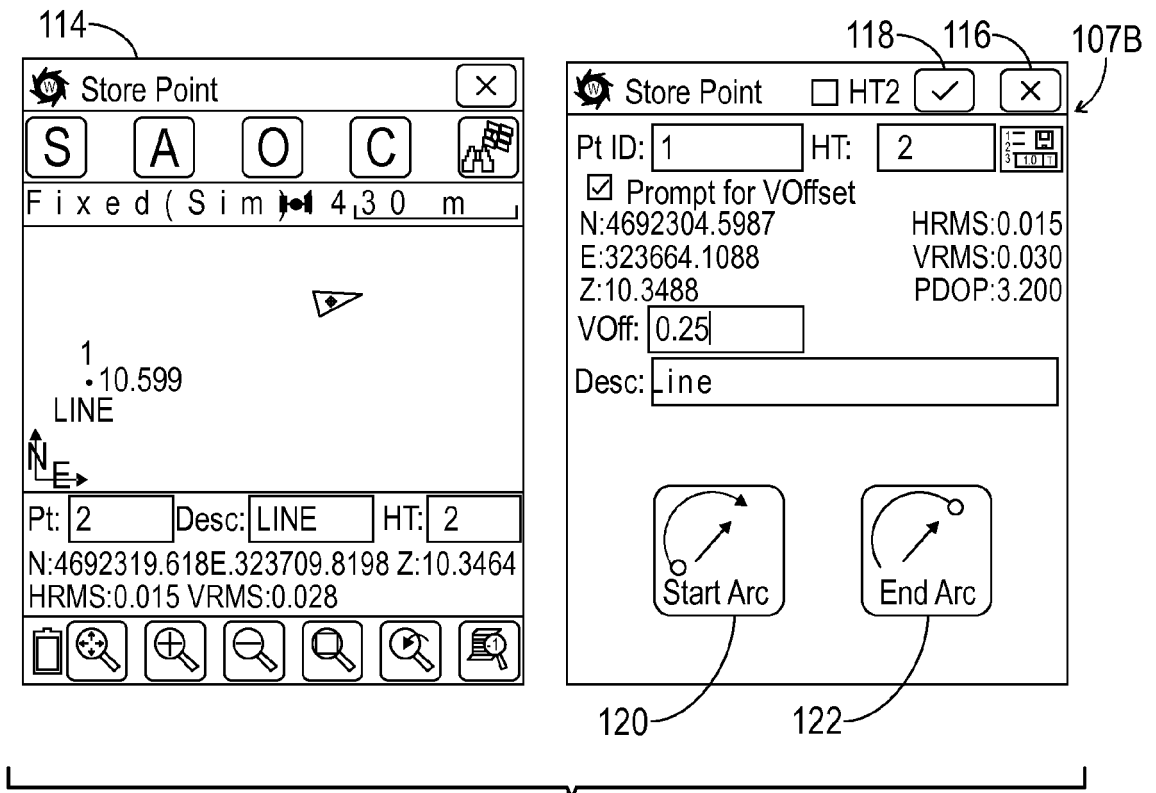 114
Store Point
S A O C
Fixed(Sim) 4.30 m
1
10.599
LINE
N
E
Pt: 2 Desc: LINE HT: 2
N:4692319.618E.323709.8198 Z:10.3464
HRMS:0.015 VRMS:0.028
118 116 107B
Store Point HT2
Pt ID: 1 HT: 2
Prompt for VOffset
N:4692304.5987 HRMS:0.015
E:323664.1088 VRMS:0.030
Z:10.3488 PDOP:3.200
VOff: 0.25
Desc: Line
Start Arc End Arc
120 122